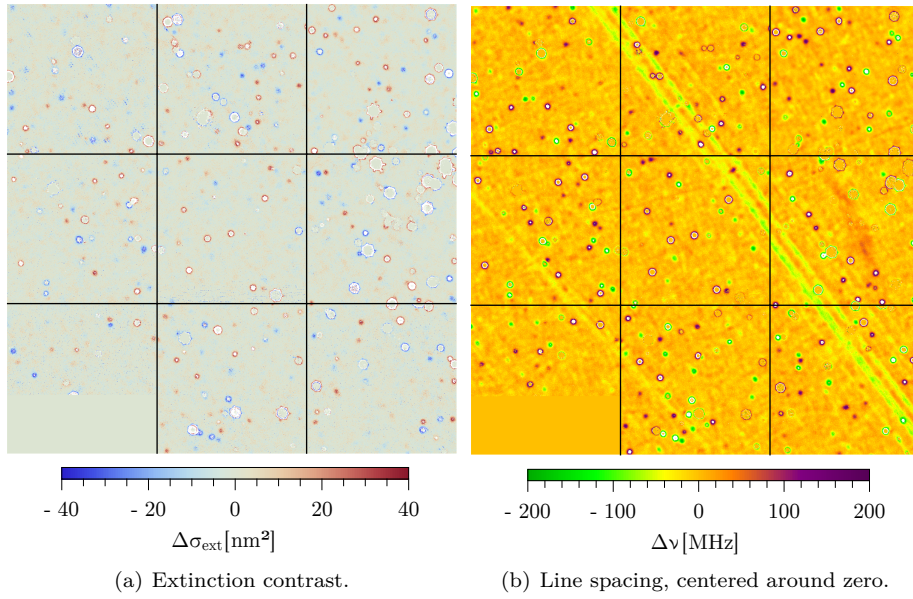 - 40 - 20 0 20 40
Δσext[nm²]
(a) Extinction contrast.
- 200 - 100 0 100 200
Δν[MHz]
(b) Line spacing, centered around zero.